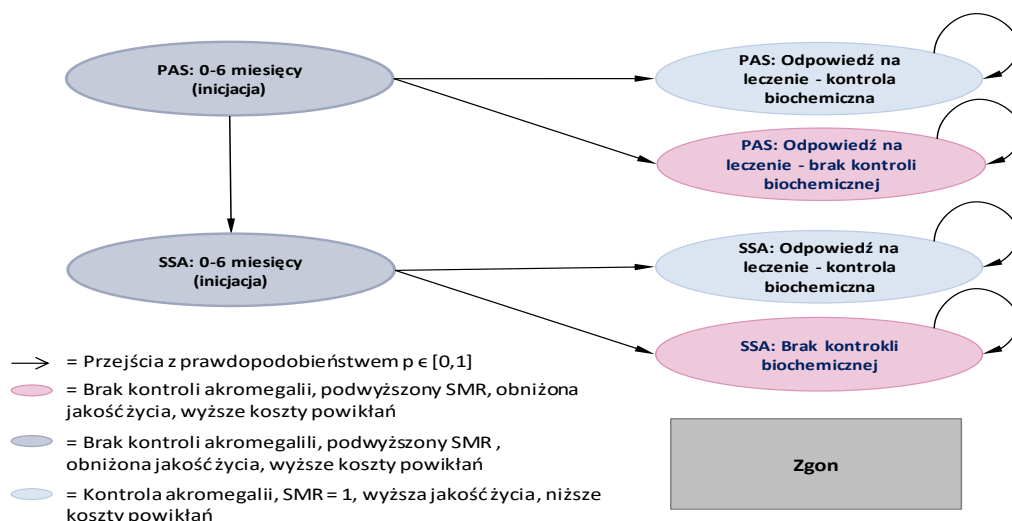 PAS: 0-6 miesięcy
(inicjacja)
PAS: Odpowiedź na
leczenie - kontrola
biochemiczna
PAS: Odpowiedź na
leczenie - brak kontroli
biochemicznej
SSA: 0-6 miesięcy
(inicjacja)
SSA: Odpowiedź na
leczenie - kontrola
biochemiczna
SSA: Brak kontrokli
biochemicznej
= Przejścia z prawdopodobieństwem p ϵ [0,1]
= Brak kontroli akromegalii, podwyższony SMR, obniżona
jakość życia, wyższe koszty powikłań
= Brak kontroli akromegalili, podwyższony SMR ,
obniżona jakość życia, wyższe koszty powikłań
= Kontrola akromegalii, SMR = 1, wyższa jakość życia, niższe
koszty powikłań
Zgon